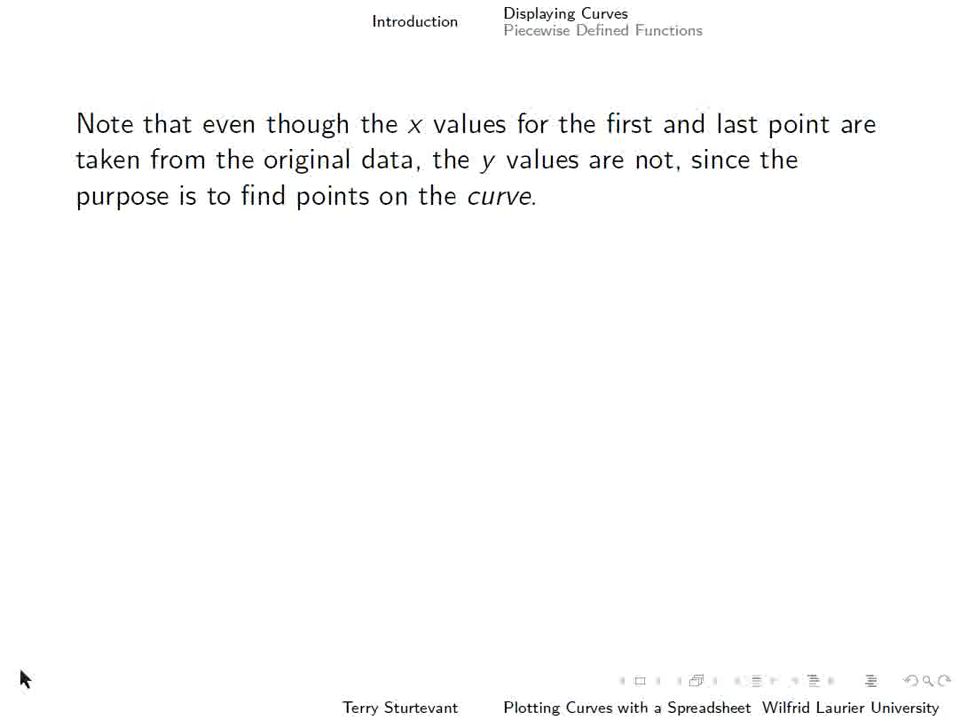 Introduction
Displaying Curves
Piecewise Defined Functions
Note that even though the x values for the first and last point are
taken from the original data, the y values are not, since the
purpose is to find points on the curve.
Terry Sturtevant
Plotting Curves with a Spreadsheet Wilfrid Laurier University